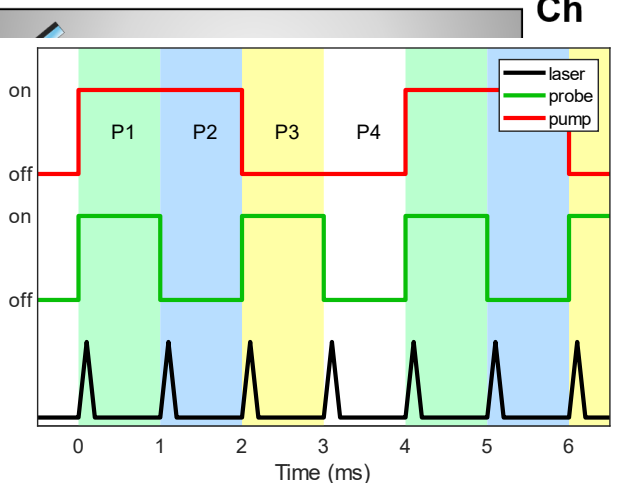 Ch
on
off
on
off
P1 P2 P3 P4
laser
probe
pump
0 1 2 3 4 5 6
Time (ms)